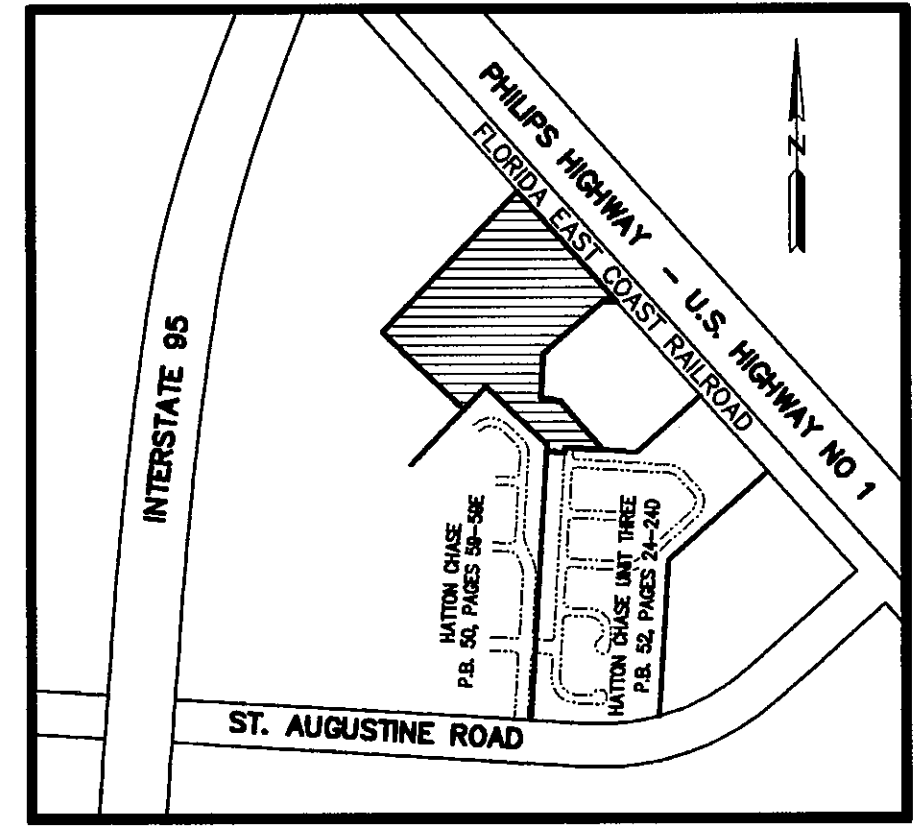 PHILIPS HIGHWAY - U.S. HIGHWAY NO 1
FLORIDA EAST COAST RAILROAD
N
INTERSTATE 95
HATTON CHASE
P.B. 50, PAGES 59-59E
HATTON CHASE UNIT THREE
P.B. 52, PAGES 24-24D
ST. AUGUSTINE ROAD